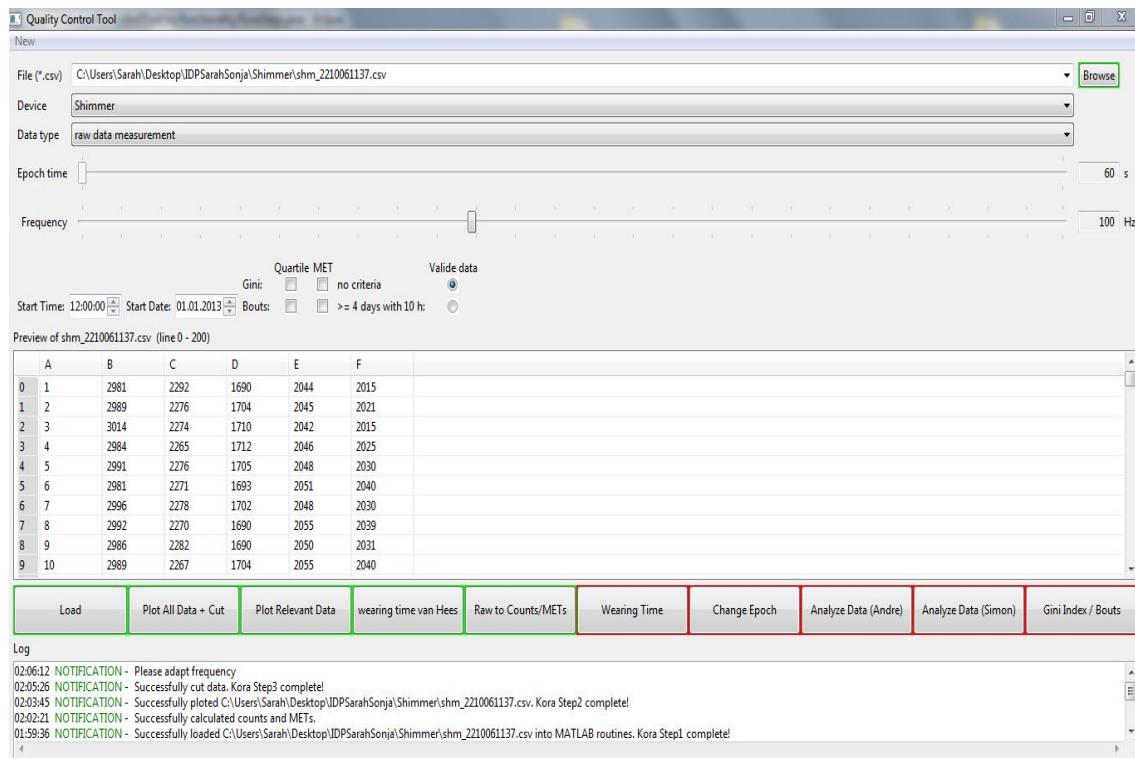 Quality Control Tool
New
File (*.csv) C:\Users\Sarah\Desktop\IDPSarahSonja\Shimmer\shm_2210061137.csv Browse
Device Shimmer
Data type raw data measurement
Epoch time 60 s
Frequency 100 Hz
Quartile MET Valide data
Gini: no criteria
Start Time: 12:00:00 Start Date: 01.01.2013 Bouts: >= 4 days with 10 h:
Preview of shm_2210061137.csv (line 0 - 200)
A B C D E F
0 1 2981 2292 1690 2044 2015
1 2 2989 2276 1704 2045 2021
2 3 3014 2274 1710 2042 2015
3 4 2984 2265 1712 2046 2025
4 5 2991 2276 1705 2048 2030
5 6 2981 2271 1693 2051 2040
6 7 2996 2278 1702 2048 2030
7 8 2992 2270 1690 2055 2039
8 9 2986 2282 1690 2050 2031
9 10 2989 2267 1704 2055 2040
Load Plot All Data + Cut Plot Relevant Data wearing time van Hees Raw to Counts/METs Wearing Time Change Epoch Analyze Data (Andre) Analyze Data (Simon) Gini Index / Bouts
Log
02:06:12 NOTIFICATION - Please adapt frequency
02:05:26 NOTIFICATION - Successfully cut data. Kora Step3 complete!
02:03:45 NOTIFICATION - Successfully ploted C:\Users\Sarah\Desktop\IDPSarahSonja\Shimmer\shm_2210061137.csv. Kora Step2 complete!
02:02:21 NOTIFICATION - Successfully calculated counts and METs.
01:59:36 NOTIFICATION - Successfully loaded C:\Users\Sarah\Desktop\IDPSarahSonja\Shimmer\shm_2210061137.csv into MATLAB routines. Kora Step1 complete!